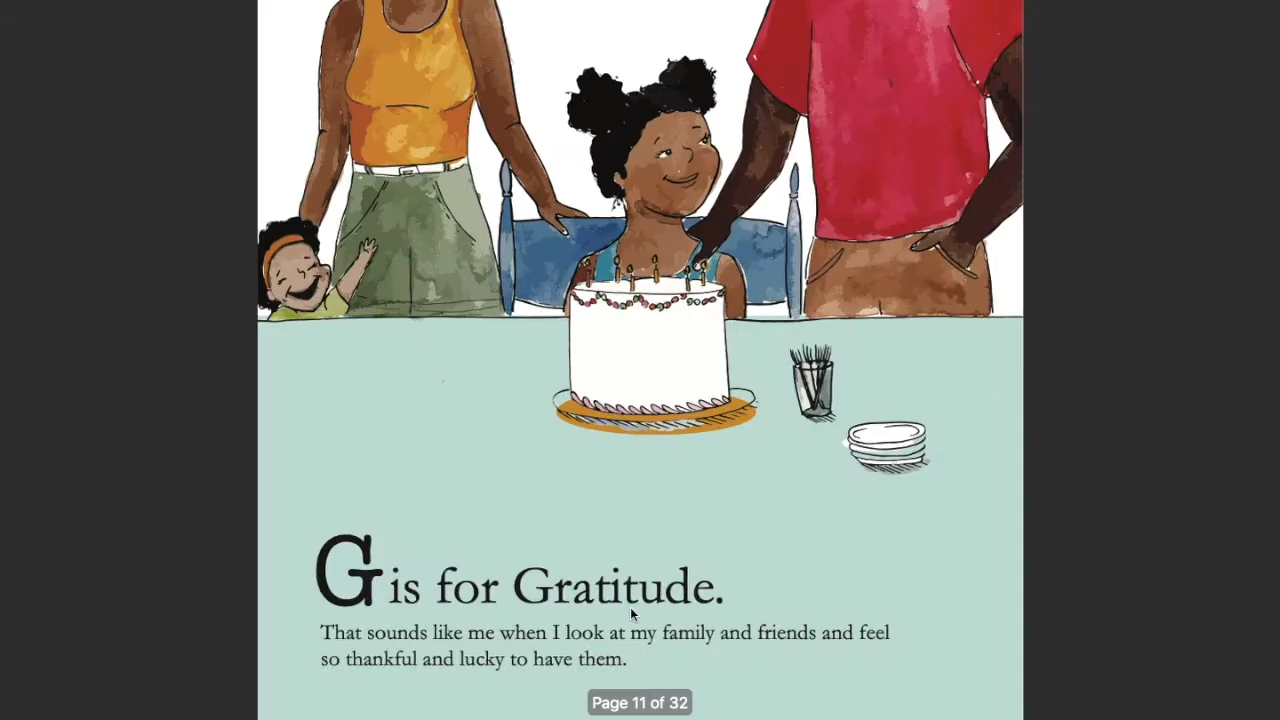 G is for Gratitude.
That sounds like me when I look at my family and friends and feel
so thankful and lucky to have them.
Page 11 of 32